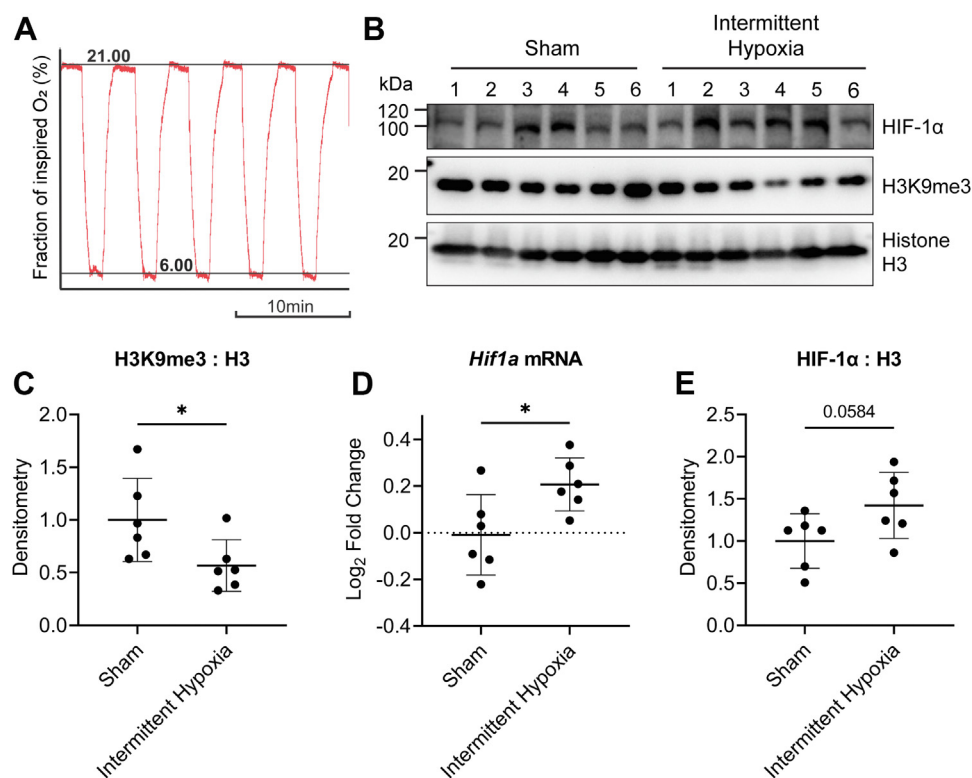 A
Fraction of inspired O₂ (%)
21.00
6.00
10min
B
Sham
Intermittent
Hypoxia
kDa
1 2 3 4 5 6 1 2 3 4 5 6
120
100
HIF-1α
20
H3K9me3
20
Histone
H3
C
H3K9me3 : H3
Densitometry
2.0
1.5
1.0
0.5
0.0
*
Sham
Intermittent Hypoxia
D
Hif1a mRNA
Log₂ Fold Change
0.4
0.2
0.0
-0.2
-0.4
*
Sham
Intermittent Hypoxia
E
HIF-1α : H3
Densitometry
2.5
2.0
1.5
1.0
0.5
0.0
0.0584
Sham
Intermittent Hypoxia